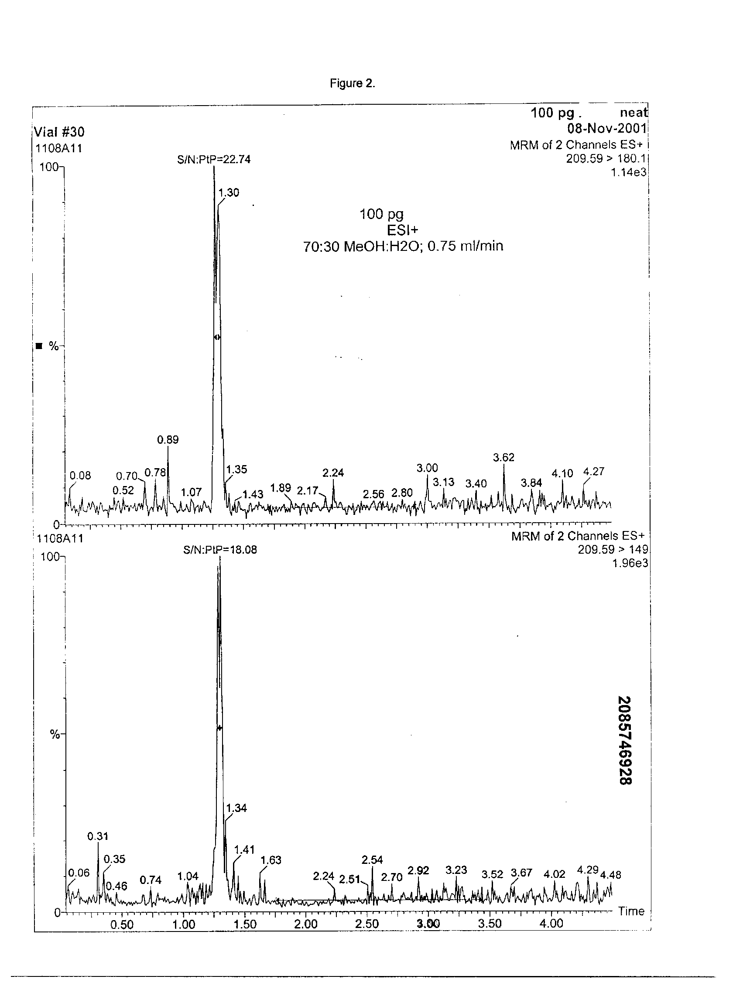 Figure 2.
100 pg . neat
Vial #30 08-Nov-2001
1108A11 MRM of 2 Channels ES+
S/N:PtP=22.74 209.59 > 180.1
100 1.14e3
1.30
100 pg
ESI+
70:30 MeOH:H2O; 0.75 ml/min
%
0.89
3.62
0.08 0.70 0.78 1.35 2.24 3.00 4.10 4.27
0.52 1.07 1.43 1.89 2.17 2.56 2.80 3.13 3.40 3.84
0
1108A11 MRM of 2 Channels ES+
100 S/N:PtP=18.08 209.59 > 149
1.96e3
2085746928
%
1.34
0.31
0.35 1.41 1.63 2.54
0.06 0.46 0.74 1.04 2.24 2.51 2.70 2.92 3.23 3.52 3.67 4.02 4.29 4.48
0 Time
0.50 1.00 1.50 2.00 2.50 3.00 3.50 4.00